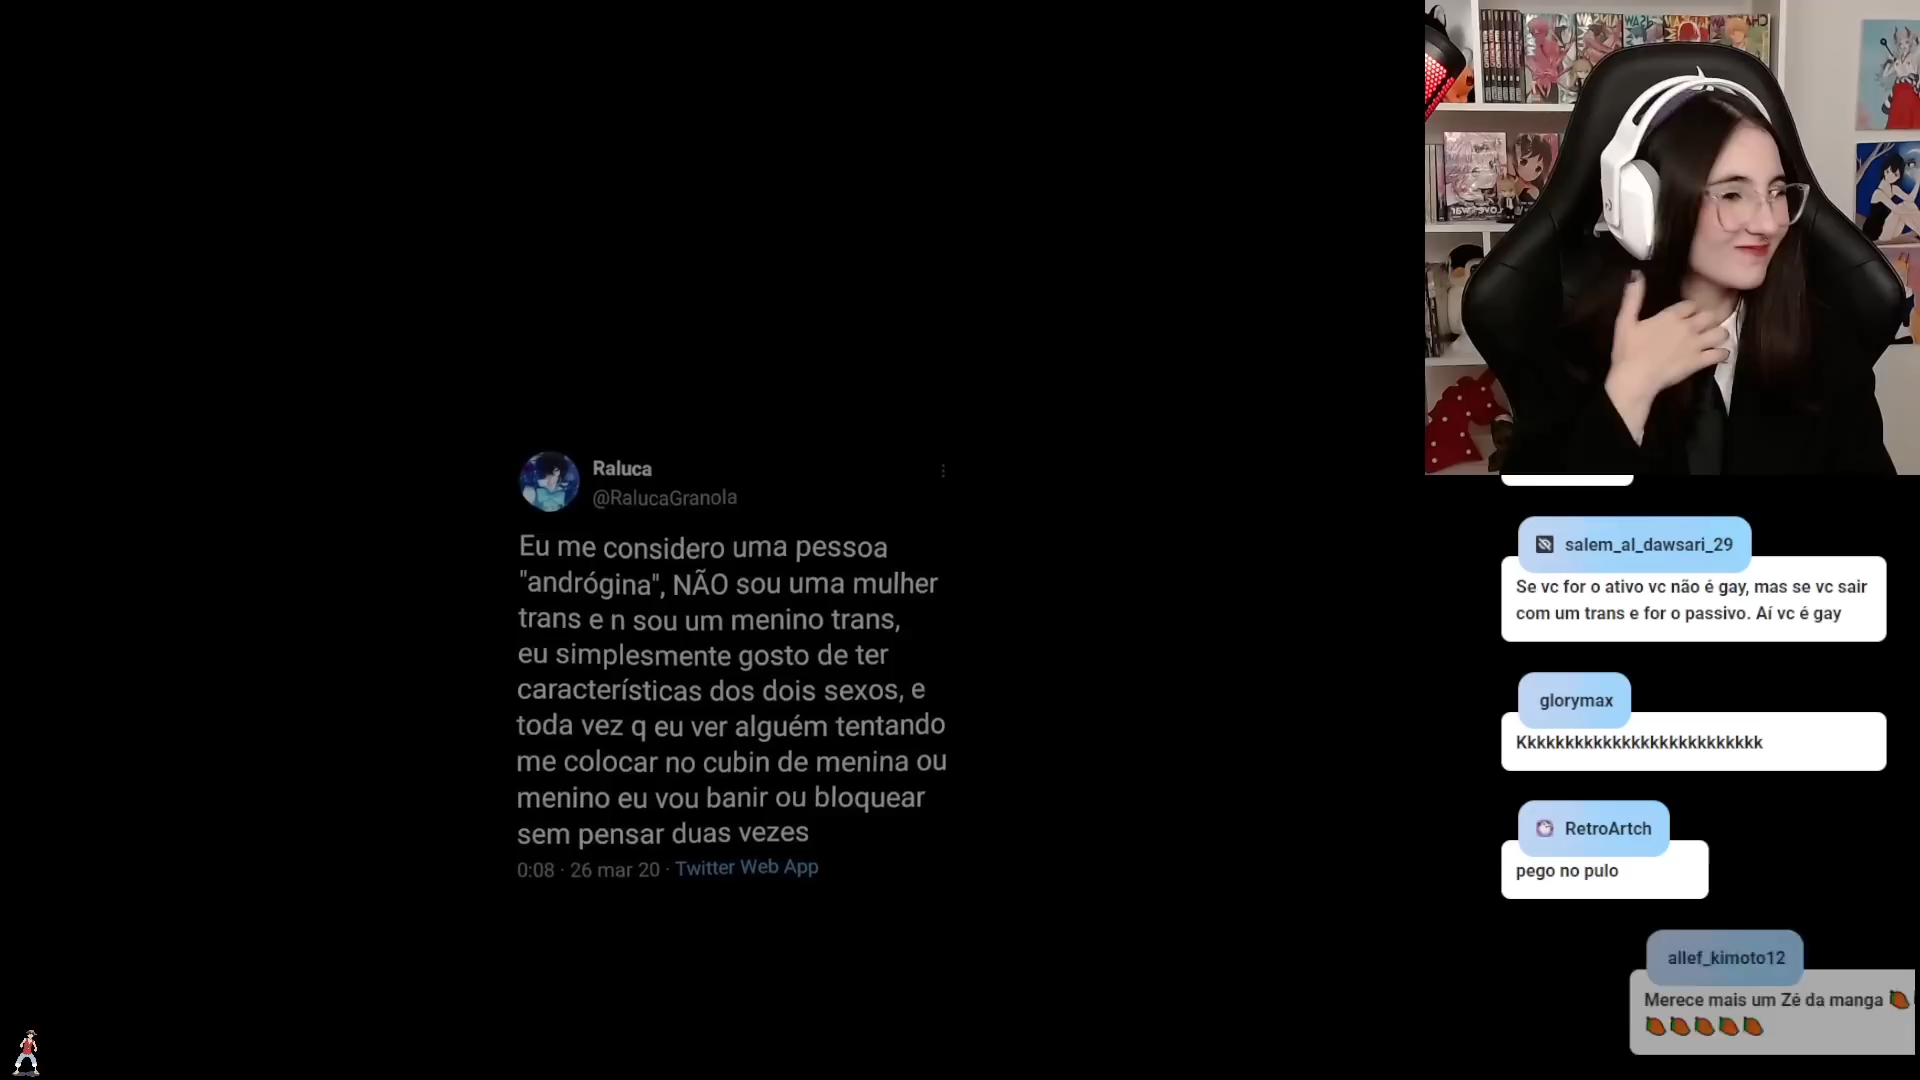 Raluca
@RalucaGranola
Eu me considero uma pessoa
"andrógina", NÃO sou uma mulher
trans e n sou um menino trans,
eu simplesmente gosto de ter
características dos dois sexos, e
toda vez q eu ver alguém tentando
me colocar no cubin de menina ou
menino eu vou banir ou bloquear
sem pensar duas vezes
0:08 · 26 mar 20 · Twitter Web App
salem_al_dawsari_29
Se vc for o ativo vc não é gay, mas se vc sair
com um trans e for o passivo. Aí vc é gay
glorymax
Kkkkkkkkkkkkkkkkkkkkkkkkkk
RetroArtch
pego no pulo
allef_kimoto12
Merece mais um Zé da manga